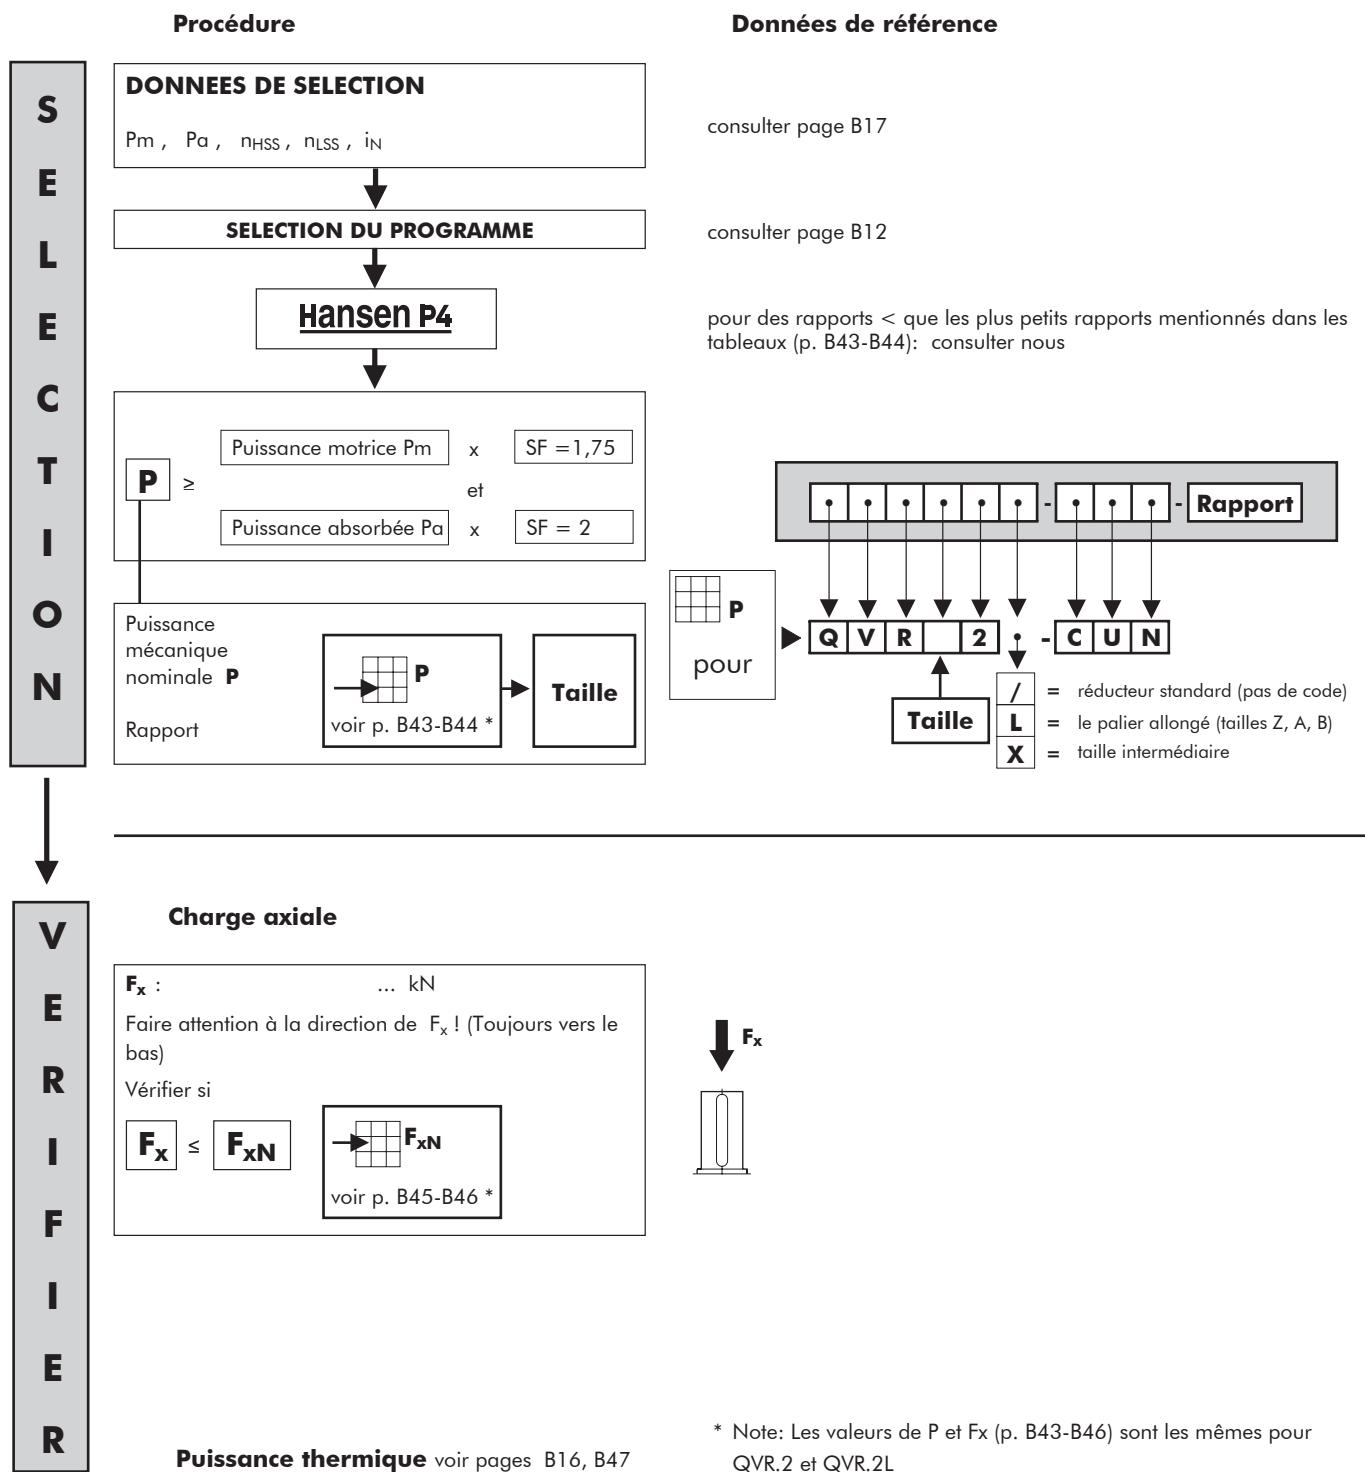 Procédure
Données de référence
SELECTION
DONNEES DE SELECTION
Pm , Pa , nHSS , nLSS , iN
consulter page B17
SELECTION DU PROGRAMME
consulter page B12
Hansen P4
pour des rapports < que les plus petits rapports mentionnés dans les
tableaux (p. B43-B44): consulter nous
P ≥
Puissance motrice Pm x SF =1,75
et
Puissance absorbée Pa x SF = 2
- - Rapport
Puissance
mécanique
nominale P
Rapport
P
voir p. B43-B44 *
Taille
P
pour
Q V R 2 - C U N
Taille
/ = réducteur standard (pas de code)
L = le palier allongé (tailles Z, A, B)
X = taille intermédiaire
VERIFIER
Charge axiale
Fx : ... kN
Faire attention à la direction de Fx ! (Toujours vers le
bas)
Vérifier si
Fx ≤ FxN
FxN
voir p. B45-B46 *
Fx
Puissance thermique voir pages B16, B47
* Note: Les valeurs de P et Fx (p. B43-B46) sont les mêmes pour
QVR.2 et QVR.2L